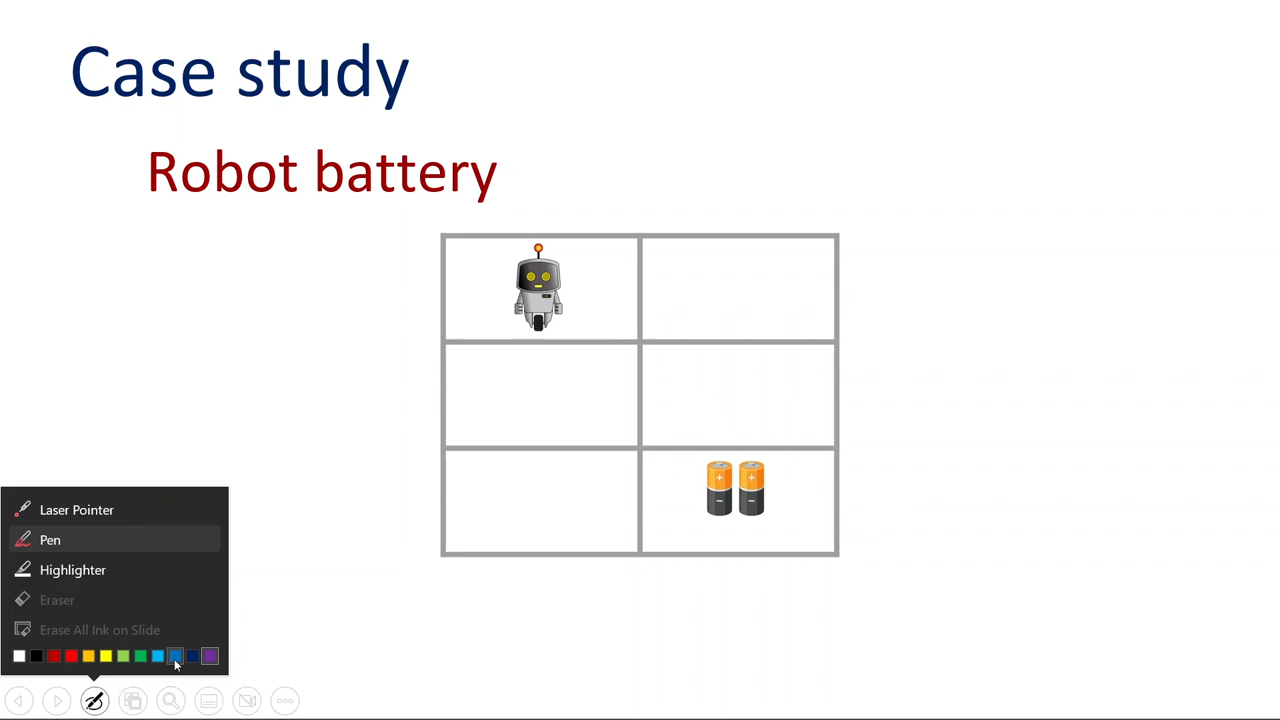 Case study
Robot battery
Laser Pointer
Pen
Highlighter
Eraser
Erase All Ink on Slide